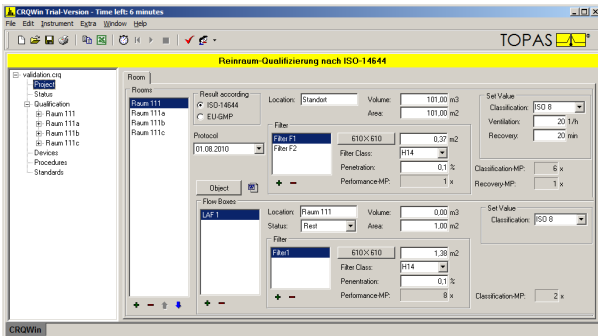 CRQWin Trial-Version - Time left: 6 minutes
File Edit Instrument Extra Window Help
TOPAS
Reinraum-Qualifizierung nach ISO-14644
validation.crq
Project
Status
Qualification
Raum 111
Raum 111a
Raum 111b
Raum 111c
Devices
Procedures
Standards
Room
Rooms
Raum 111
Raum 111a
Raum 111b
Raum 111c
Result according
ISO-14644
EU-GMP
Protocol
01.08.2010
Object
Location: Standort Volume: 101,00 m3
Area: 101,00 m2
Filter
Filter F1
Filter F2
610×610 0,37 m2
Filter Class: H14
Penetration: 0,1 %
Performance-MP: 1 x
Set Value
Classification: ISO 8
Ventilation: 20 1/h
Recovery: 20 min
Classification-MP: 6 x
Recovery-MP: 1 x
Flow Boxes
LAF 1
Location: Raum 111 Volume: 0,00 m3
Status: Rest Area: 1,00 m2
Filter
Filter1
610×610 1,38 m2
Filter Class: H14
Penentration: 0,1 %
Performance-MP: 8 x
Set Value
Classification: ISO 8
Classification-MP: 2 x
CRQWin